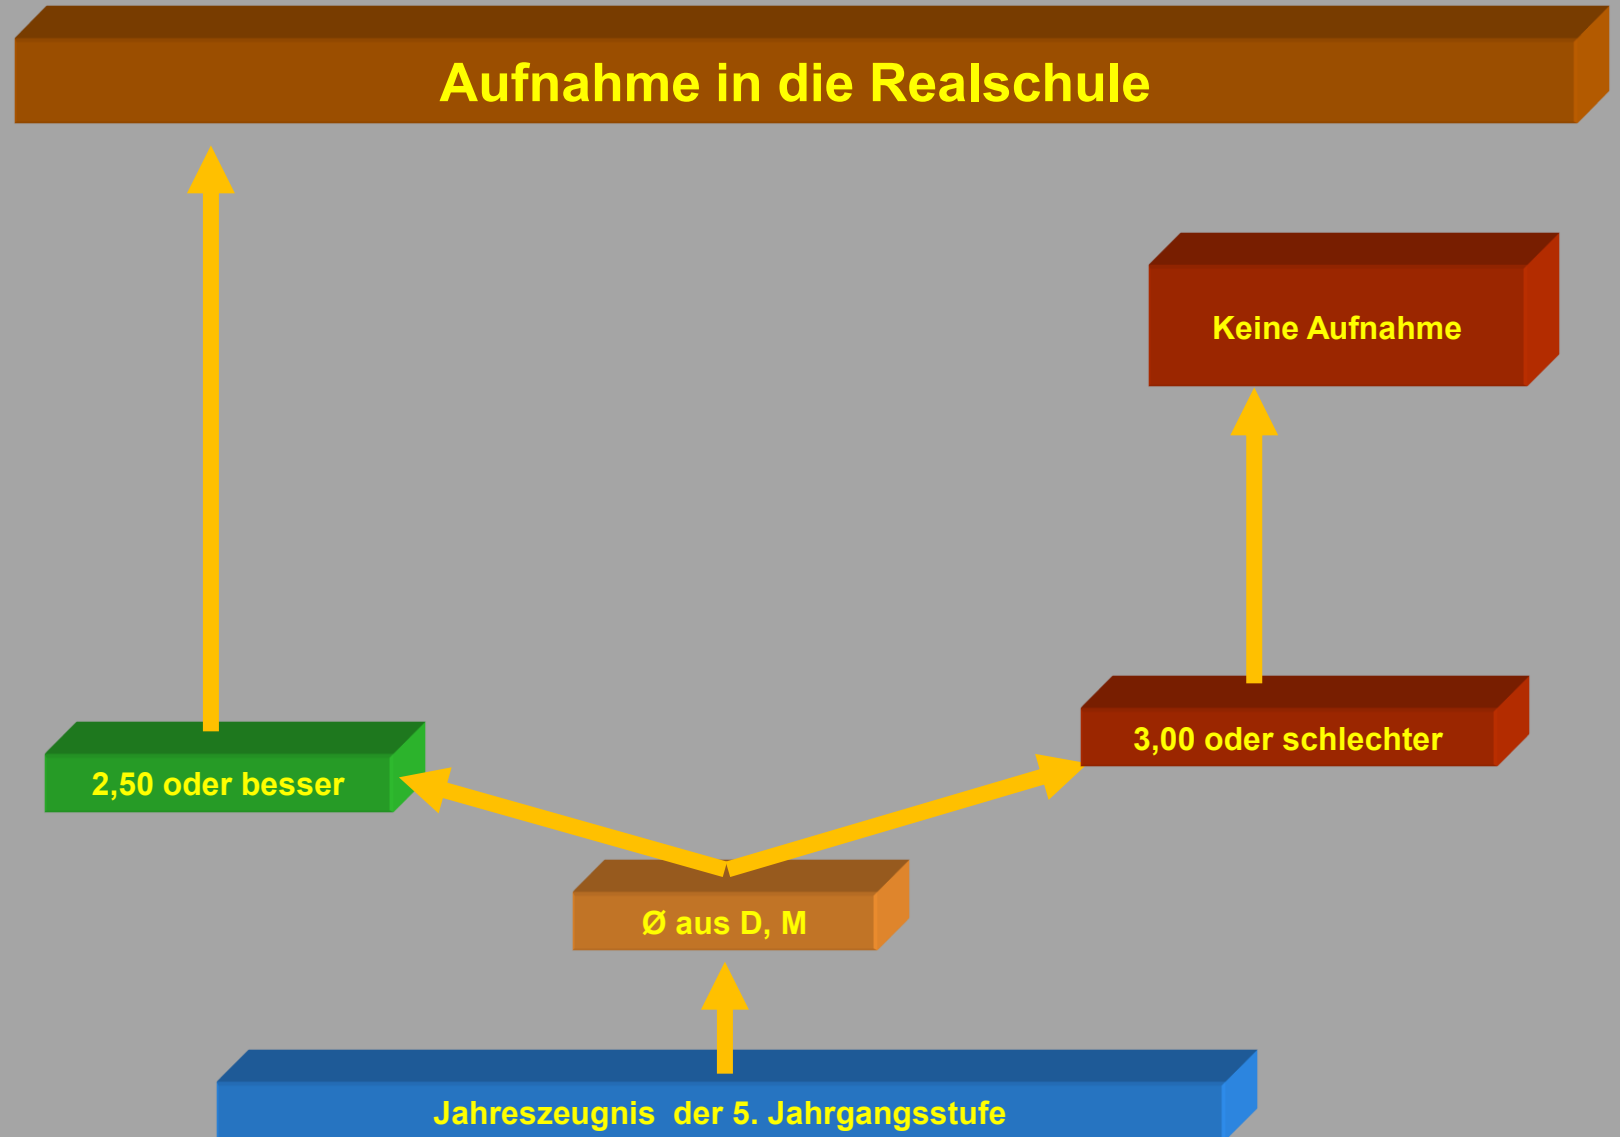 Aufnahme in die Realschule
Keine Aufnahme
3,00 oder schlechter
2,50 oder besser
Ø aus D, M
Jahreszeugnis der 5. Jahrgangsstufe